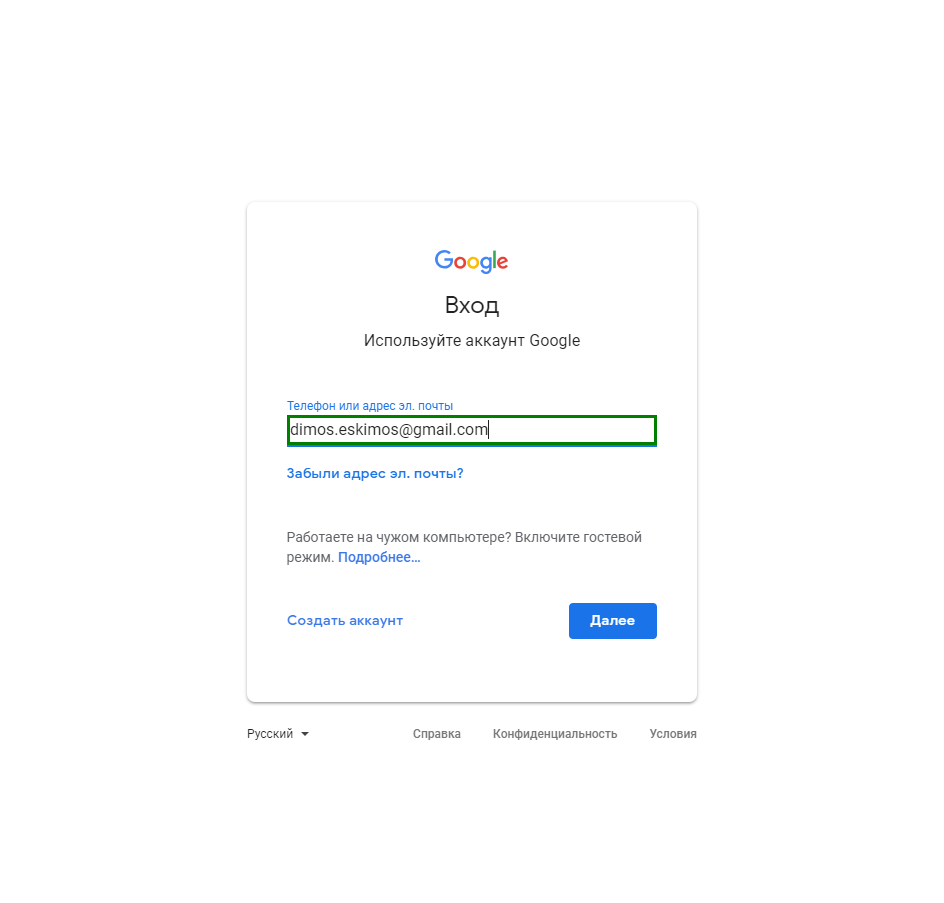 Google
Вход
Используйте аккаунт Google
Телефон или адрес эл. почты
dimos.eskimos@gmail.com
Забыли адрес эл. почты?
Работаете на чужом компьютере? Включите гостевой
режим. Подробнее…
Создать аккаунт Далее
Русский Справка Конфиденциальность Условия